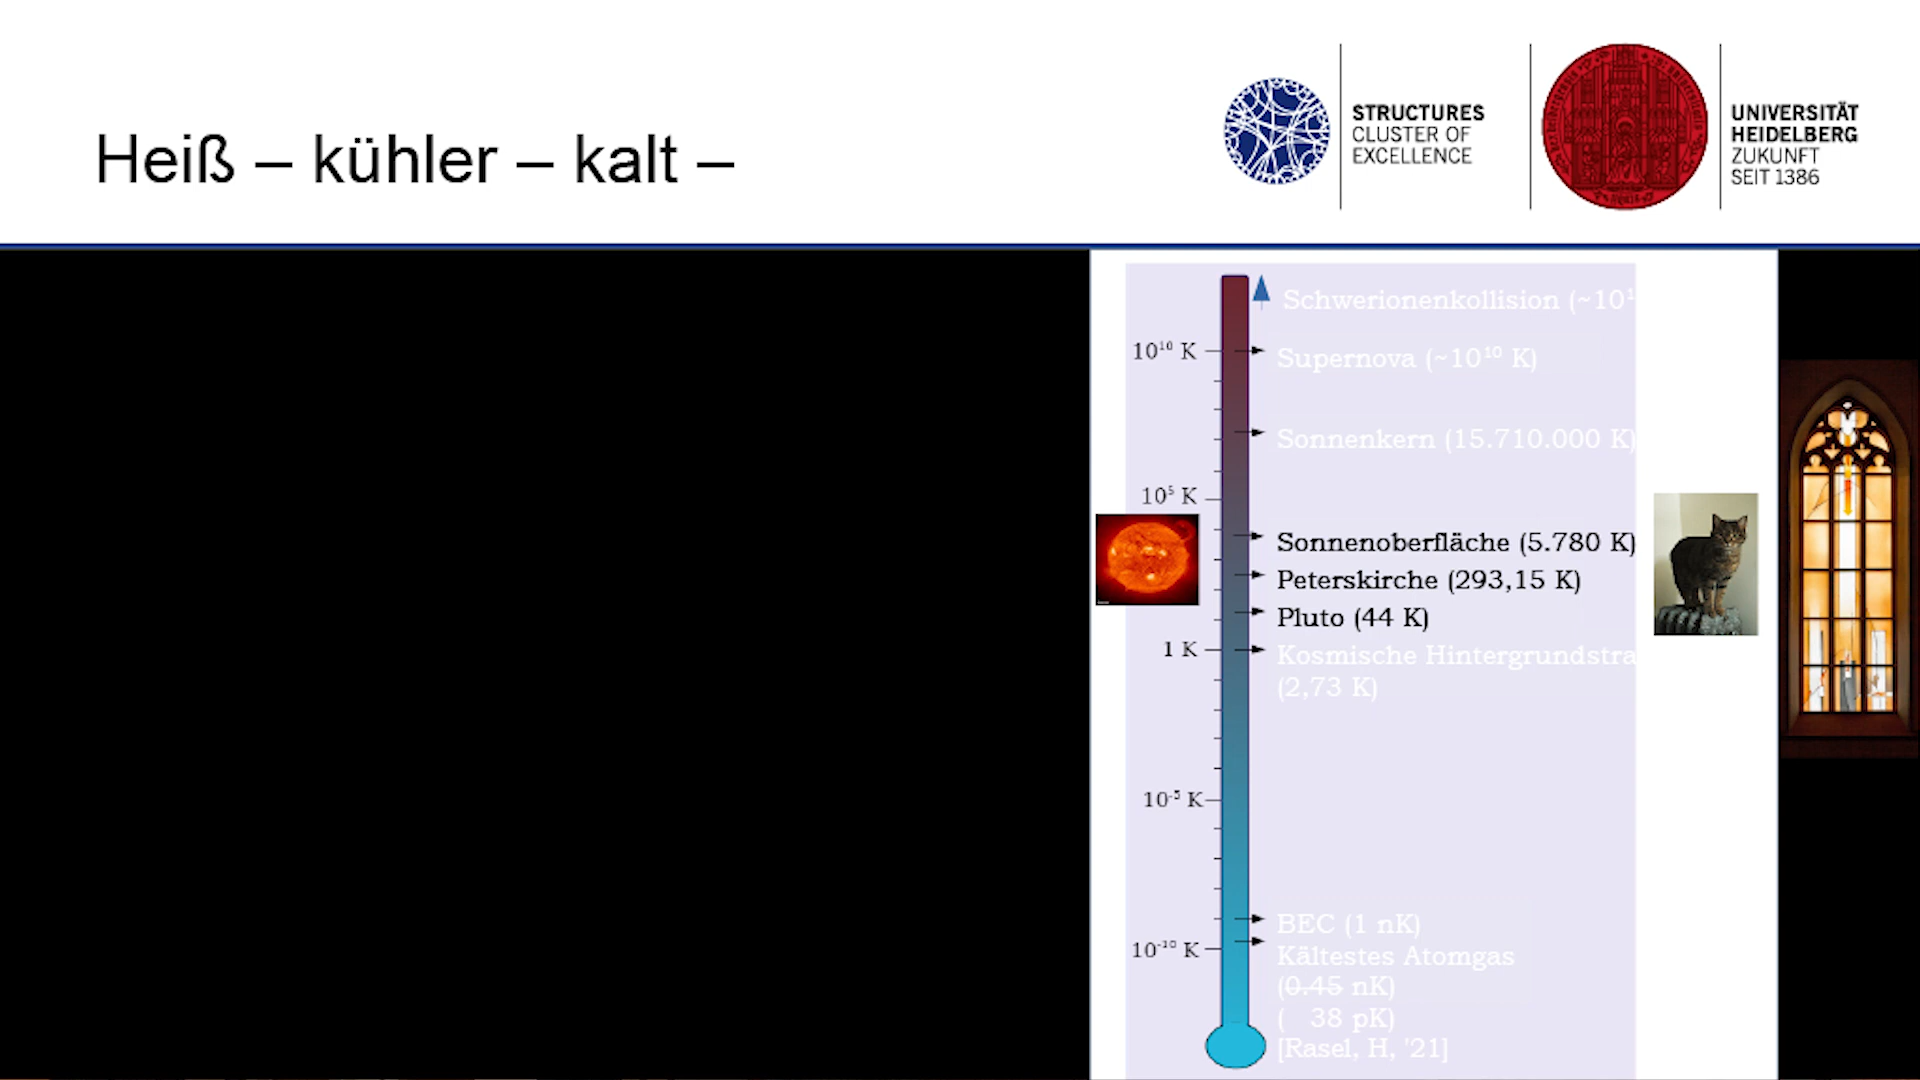 Heiß – kühler – kalt –
STRUCTURES
CLUSTER OF
EXCELLENCE
UNIVERSITÄT
HEIDELBERG
ZUKUNFT
SEIT 1386
Schwerionenkollision (~10¹
10¹⁰ K
Supernova (~10¹⁰ K)
Sonnenkern (15.710.000 K)
10⁵ K
Sonnenoberfläche (5.780 K)
Peterskirche (293,15 K)
Pluto (44 K)
1 K
Kosmische Hintergrundstra
(2,73 K)
10⁻⁵ K
BEC (1 nK)
10⁻¹⁰ K
Kältestes Atomgas
(0.45 nK)
( 38 pK)
[Rasel, H, '21]